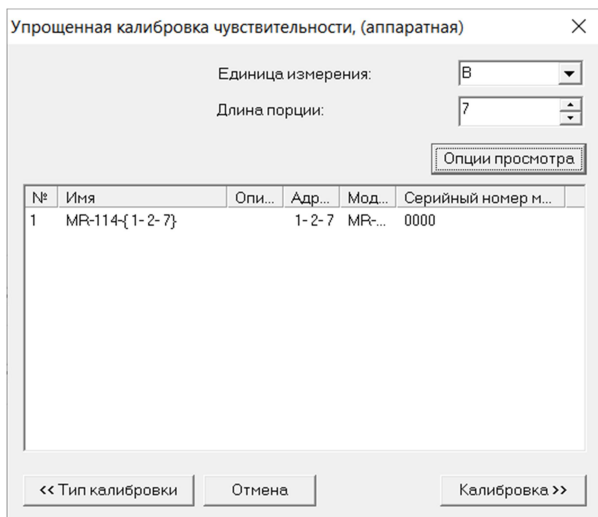 Упрощенная калибровка чувствительности, (аппаратная)
Единица измерения: В
Длина порции: 7
Опции просмотра
№ Имя Опи... Адр... Мод... Серийный номер м...
1 MR-114-{1-2-7} 1-2-7 MR-... 0000
<< Тип калибровки Отмена Калибровка >>